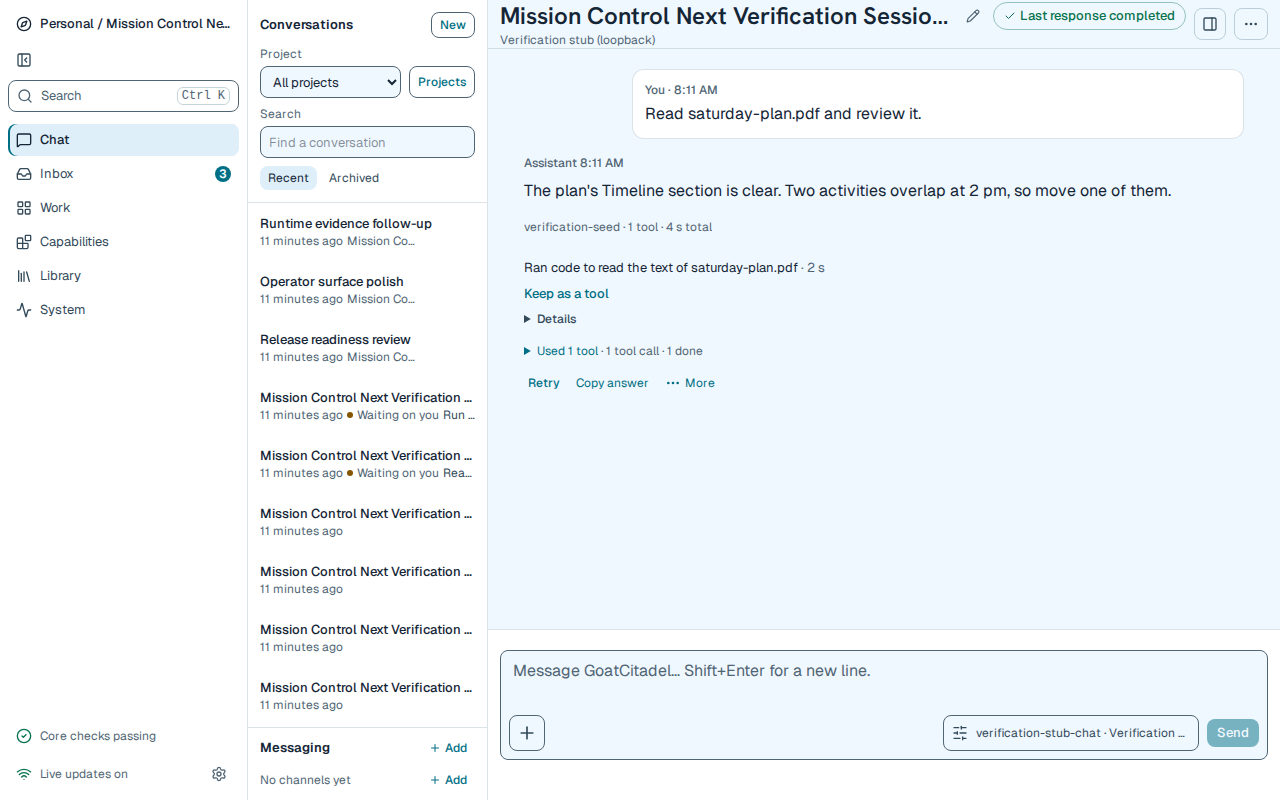 Personal / Mission Control Ne...
Search
Ctrl K
Chat
Inbox
3
Work
Capabilities
Library
System
Core checks passing
Live updates on
Conversations
New
Project
All projects
Projects
Search
Find a conversation
Recent
Archived
Runtime evidence follow-up
11 minutes ago Mission Co...
Operator surface polish
11 minutes ago Mission Co...
Release readiness review
11 minutes ago Mission Co...
Mission Control Next Verification ...
11 minutes ago • Waiting on you Run ...
Mission Control Next Verification ...
11 minutes ago • Waiting on you Rea...
Mission Control Next Verification ...
11 minutes ago
Mission Control Next Verification ...
11 minutes ago
Mission Control Next Verification ...
11 minutes ago
Mission Control Next Verification ...
11 minutes ago
Messaging
+ Add
No channels yet
+ Add
Mission Control Next Verification Sessio...
Last response completed
Verification stub (loopback)
You · 8:11 AM
Read saturday-plan.pdf and review it.
Assistant 8:11 AM
The plan's Timeline section is clear. Two activities overlap at 2 pm, so move one of them.
verification-seed · 1 tool · 4 s total
Ran code to read the text of saturday-plan.pdf · 2 s
Keep as a tool
Details
Used 1 tool · 1 tool call · 1 done
Retry
Copy answer
More
Message GoatCitadel... Shift+Enter for a new line.
verification-stub-chat · Verification ...
Send